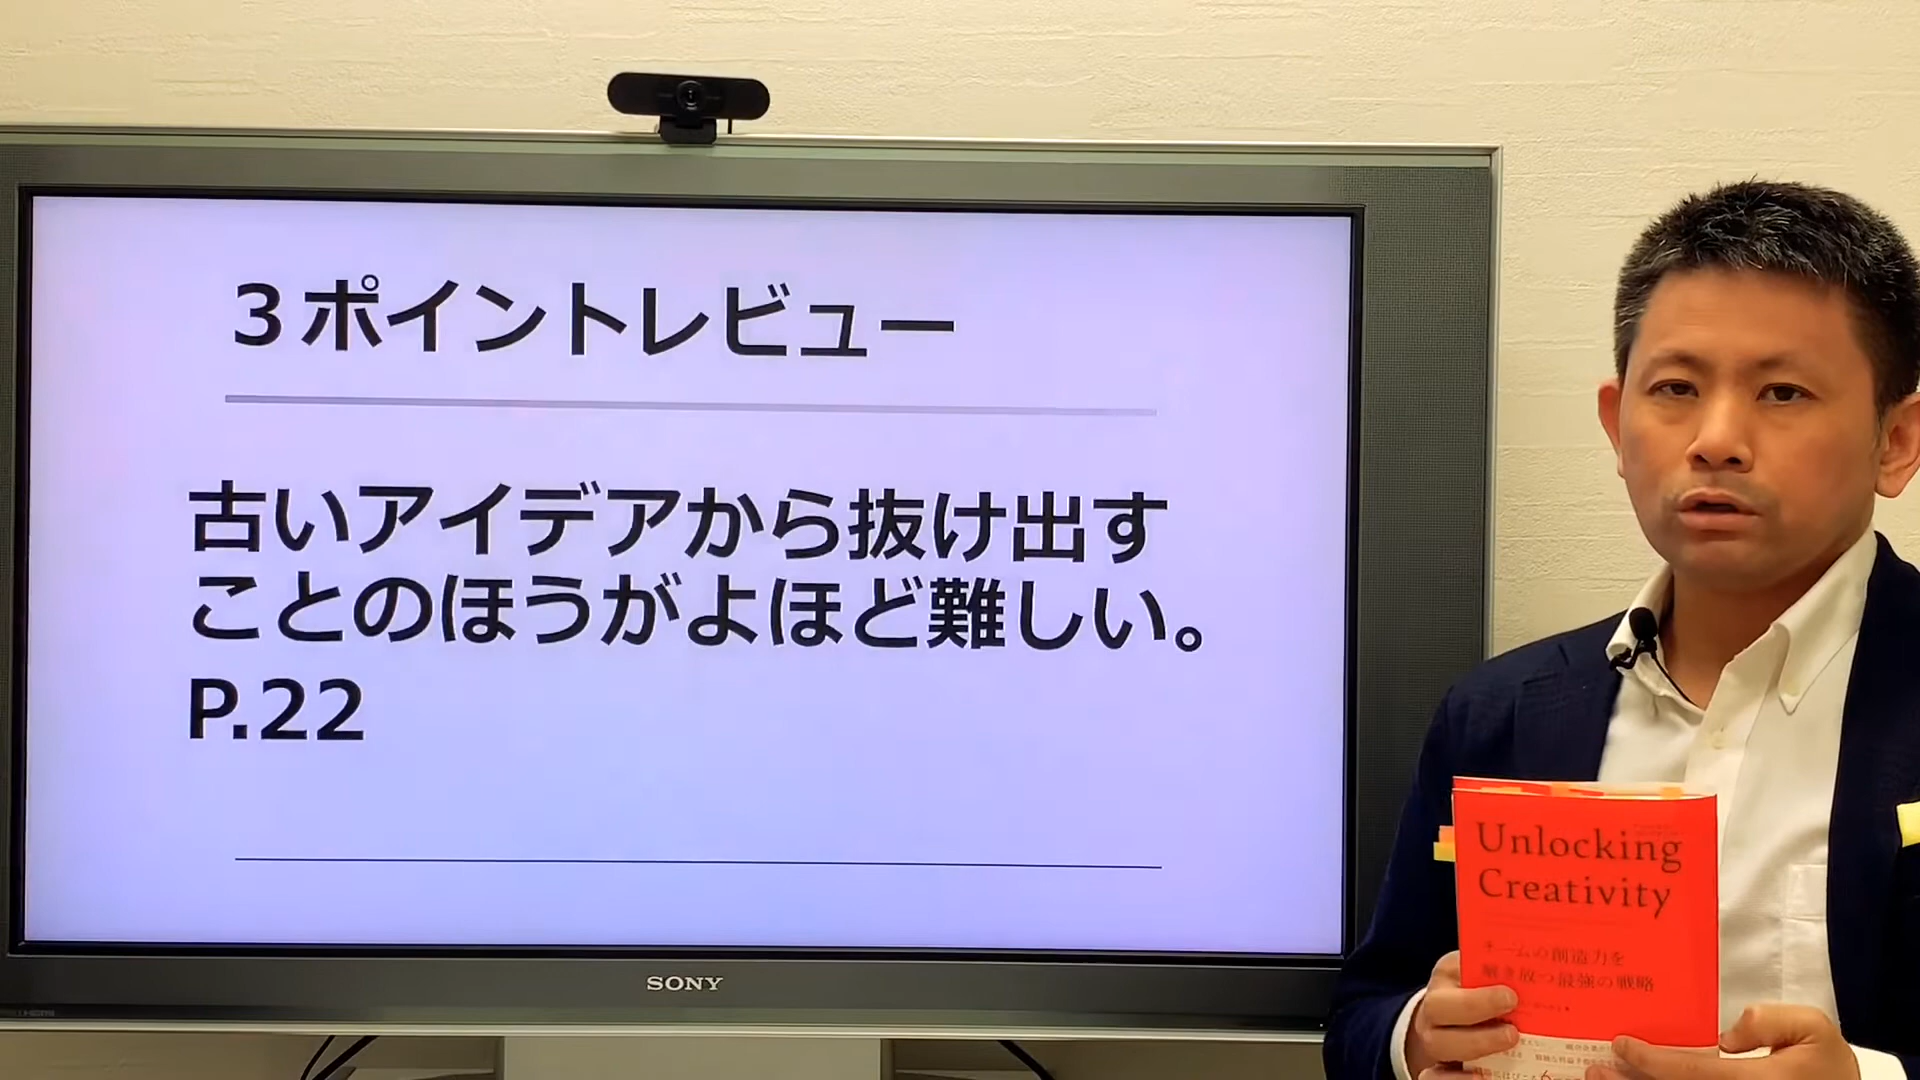 3ポイントレビュー
古いアイデアから抜け出す
ことのほうがよほど難しい。
P.22
SONY
Unlocking
Creativity
チームの創造力を
解き放つ最強の戦略